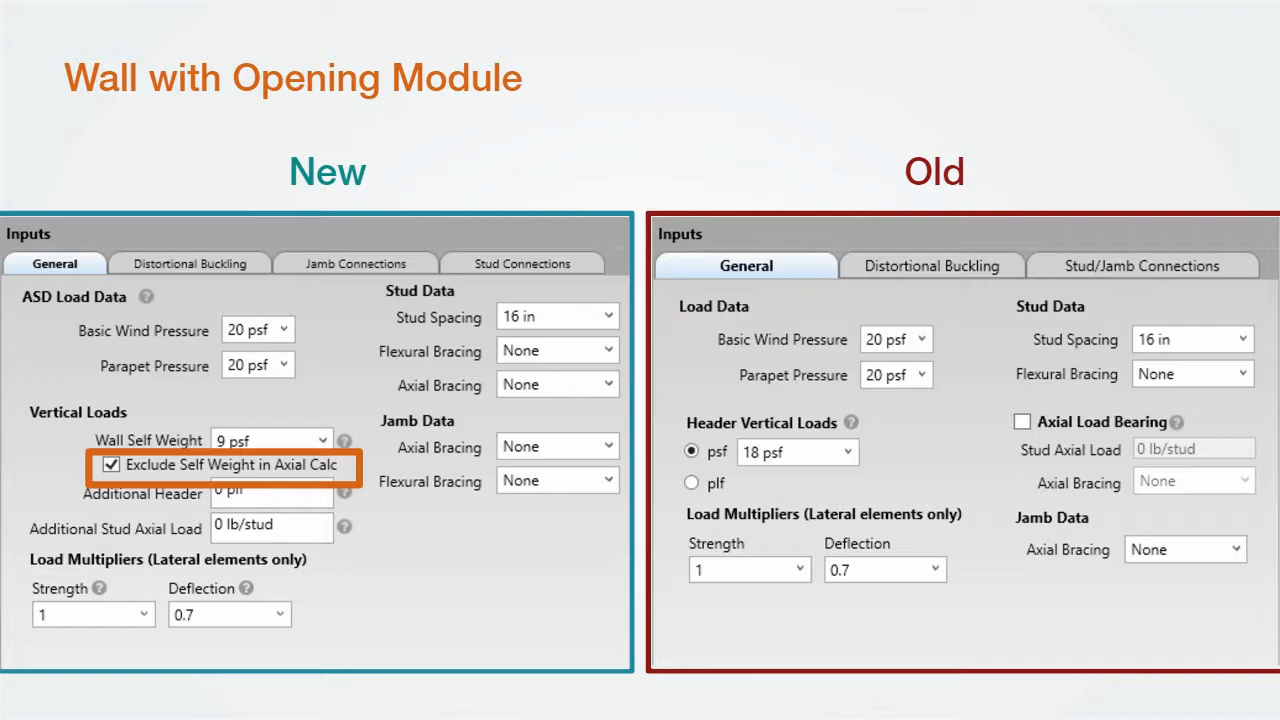 Wall with Opening Module
New
Inputs
General Distortional Buckling Jamb Connections Stud Connections
ASD Load Data ?
Basic Wind Pressure 20 psf
Parapet Pressure 20 psf
Vertical Loads
Wall Self Weight 9 psf ?
Exclude Self Weight in Axial Calc
Additional Header 0 plf ?
Additional Stud Axial Load 0 lb/stud ?
Load Multipliers (Lateral elements only)
Strength ? Deflection ?
1 0.7
Stud Data
Stud Spacing 16 in
Flexural Bracing None
Axial Bracing None
Jamb Data
Axial Bracing None
Flexural Bracing None
Old
Inputs
General Distortional Buckling Stud/Jamb Connections
Load Data
Basic Wind Pressure 20 psf
Parapet Pressure 20 psf
Header Vertical Loads ?
psf 18 psf
plf
Load Multipliers (Lateral elements only)
Strength Deflection
1 0.7
Stud Data
Stud Spacing 16 in
Flexural Bracing None
Axial Load Bearing ?
Stud Axial Load 0 lb/stud
Axial Bracing None
Jamb Data
Axial Bracing None